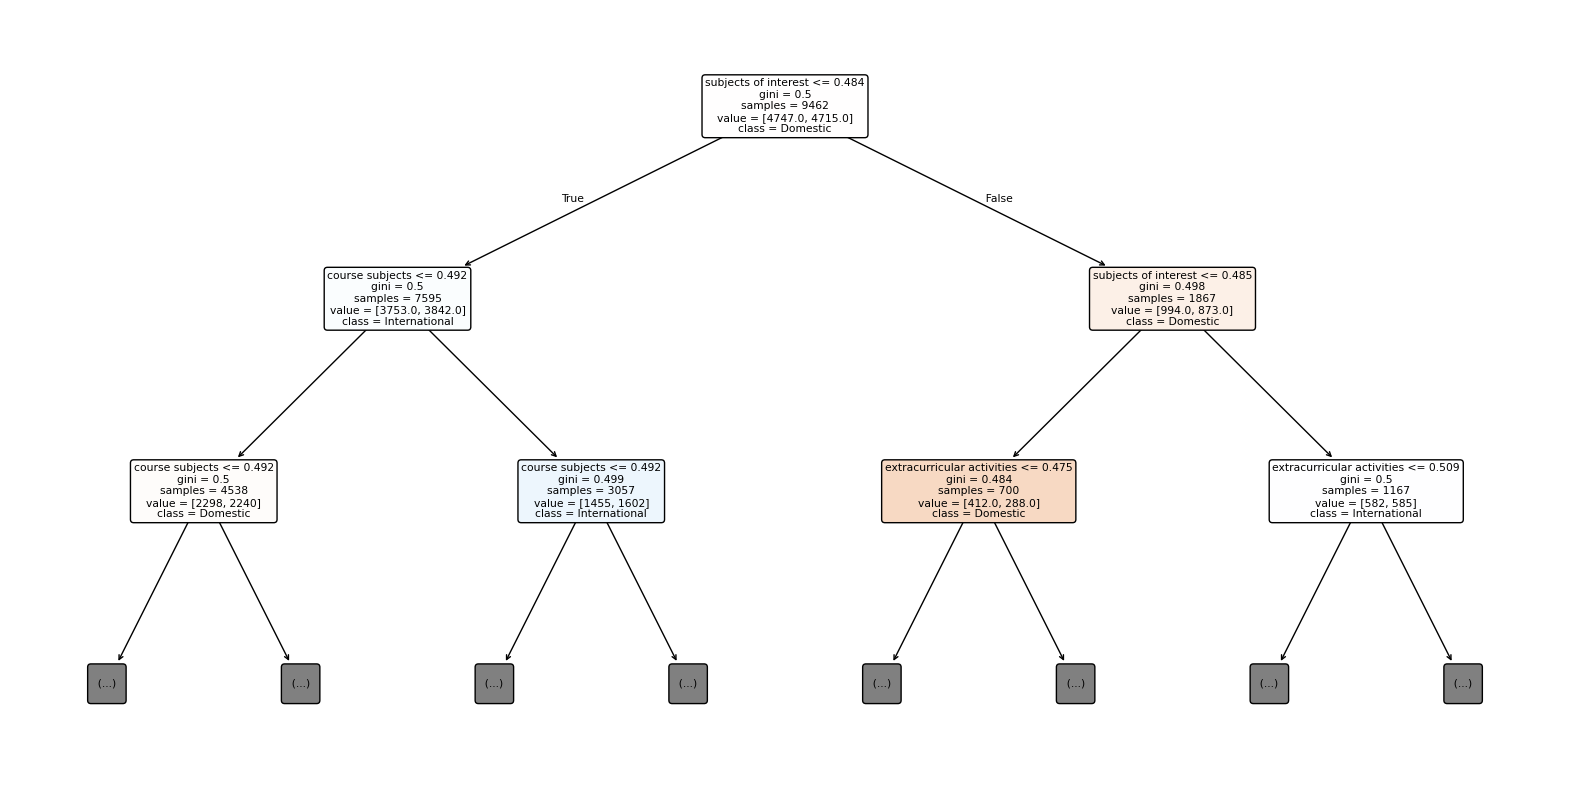 subjects of interest <= 0.484
gini = 0.5
samples = 9462
value = [4747.0, 4715.0]
class = Domestic
True
False
course subjects <= 0.492
gini = 0.5
samples = 7595
value = [3753.0, 3842.0]
class = International
subjects of interest <= 0.485
gini = 0.498
samples = 1867
value = [994.0, 873.0]
class = Domestic
course subjects <= 0.492
gini = 0.5
samples = 4538
value = [2298, 2240]
class = Domestic
course subjects <= 0.492
gini = 0.499
samples = 3057
value = [1455, 1602]
class = International
extracurricular activities <= 0.475
gini = 0.484
samples = 700
value = [412.0, 288.0]
class = Domestic
extracurricular activities <= 0.509
gini = 0.5
samples = 1167
value = [582, 585]
class = International
(...)
(...)
(...)
(...)
(...)
(...)
(...)
(...)